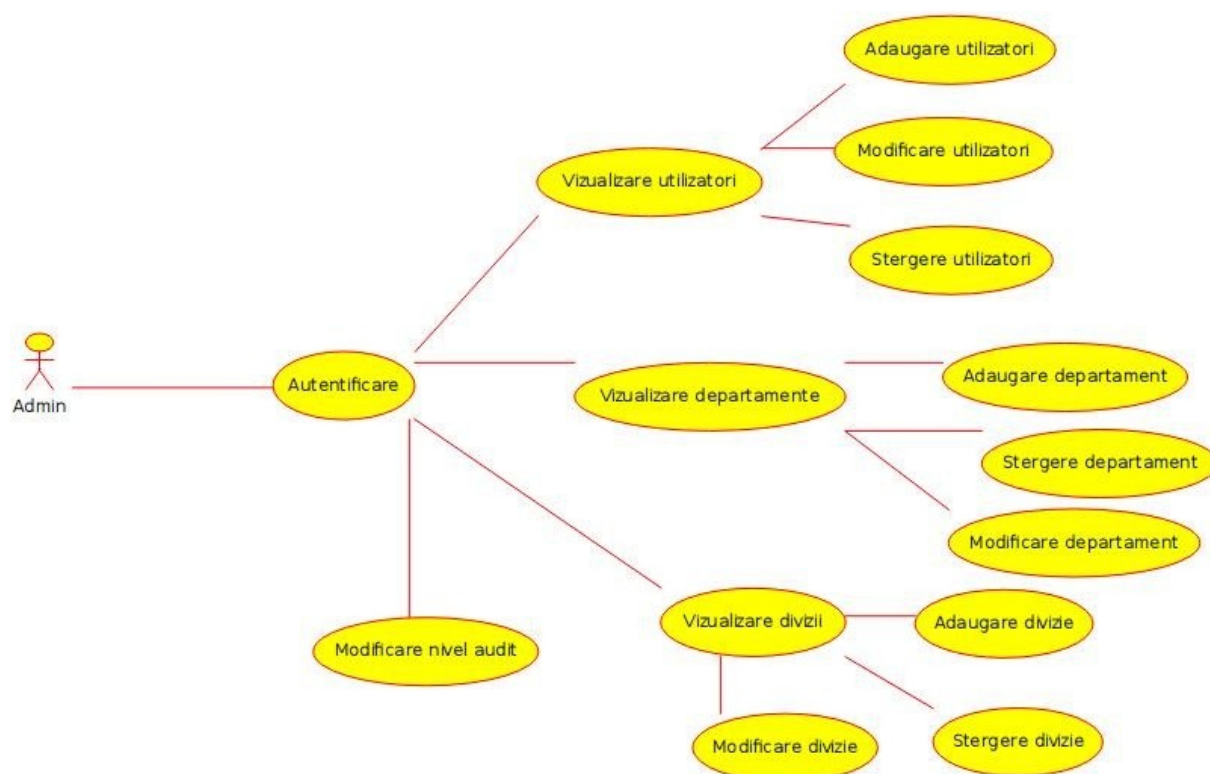 Adaugare utilizatori
Modificare utilizatori
Vizualizare utilizatori
Stergere utilizatori
Admin
Autentificare
Vizualizare departamente
Adaugare departament
Stergere departament
Modificare departament
Vizualizare divizii
Adaugare divizie
Modificare nivel audit
Modificare divizie
Stergere divizie